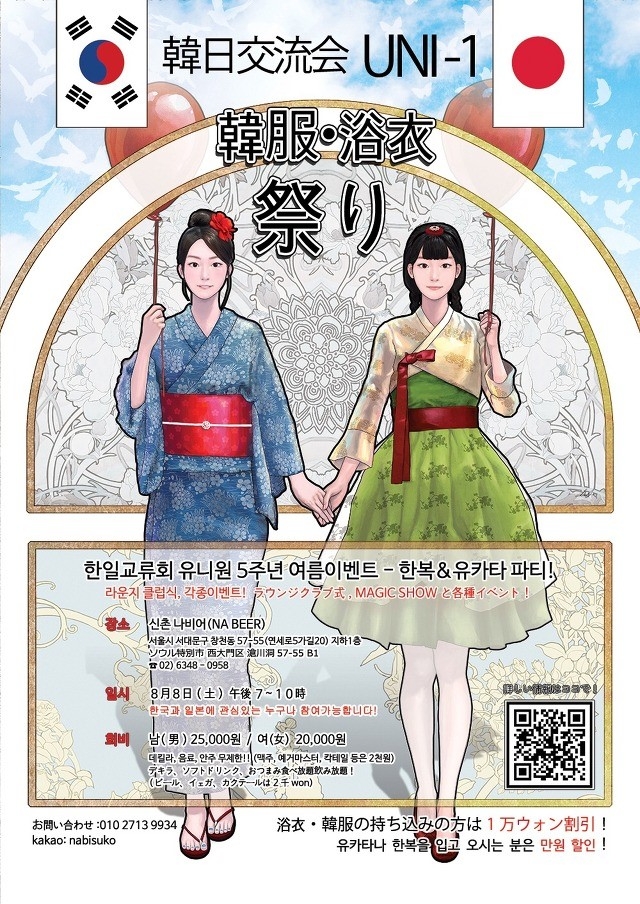 韓日交流会 UNI-1
韓服・浴衣
祭り
한일교류회 유니원 5주년 여름이벤트 - 한복&유카타 파티!
라운지 클럽식, 각종이벤트! ラウンジクラブ式 , MAGIC SHOW と各種イベント!
장소 신촌 나비어(NA BEER)
서울시 서대문구 창천동 57-55(연세로5가길20) 지하1층
ソウル特別市 西大門区 滄川洞 57-55 B1
☎ 02) 6348 - 0958
일시 8月8日(土) 午後 7~10時
한국과 일본에 관심있는 누구나 참여가능합니다!
회비 남(男) 25,000원 / 여(女) 20,000원
데킬라, 음료, 안주 무제한!! (맥주, 예거마스터, 칵테일 등은 2천원)
テキラ、ソフトドリンク、おつまみ食べ放題飲み放題!
(ビール、イェガ、カクテールは 2 千 won)
詳しい情報はココで!
お問い合わせ :010 2713 9934
kakao: nabisuko
浴衣・韓服の持ち込みの方は 1 万ウォン割引!
유카타나 한복을 입고 오시는 분은 만원 할인!